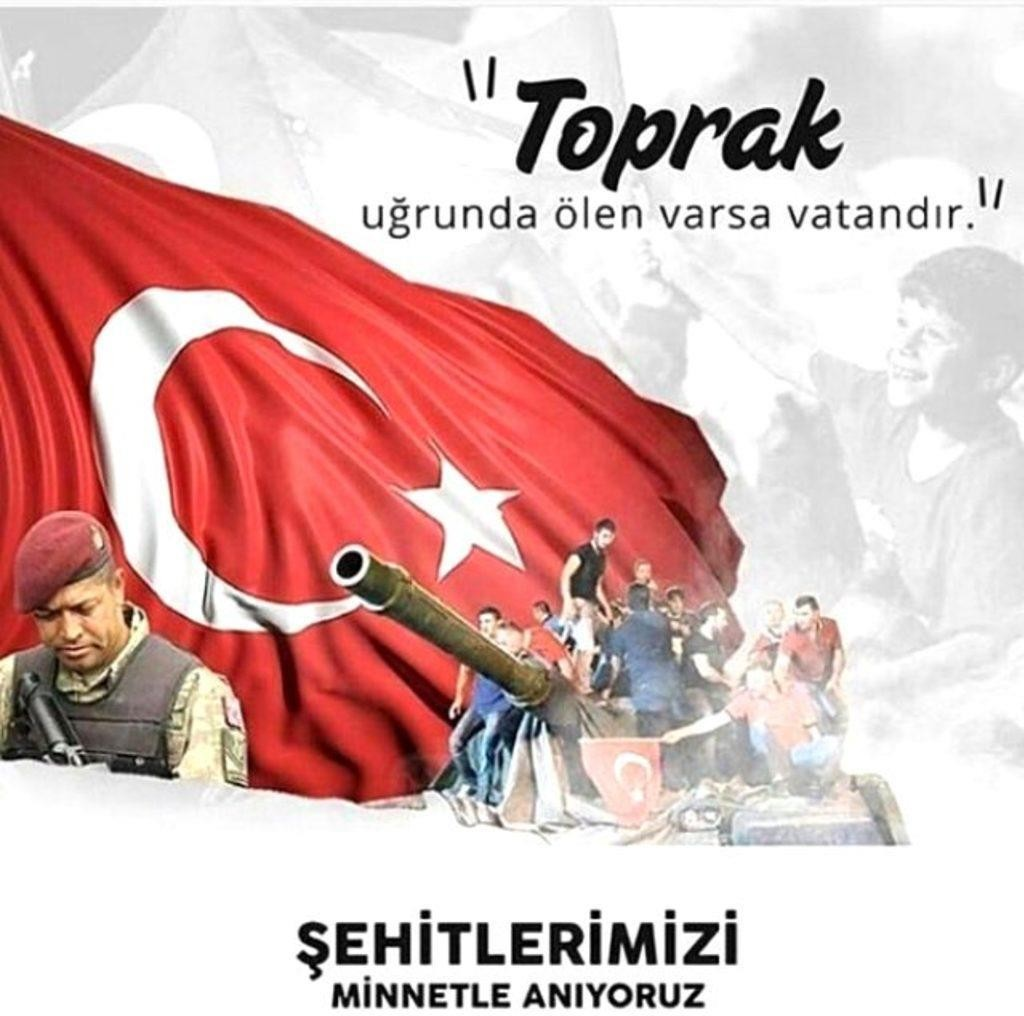 "Toprak
uğrunda ölen varsa vatandır."
ŞEHİTLERİMİZİ
MİNNETLE ANIYORUZ